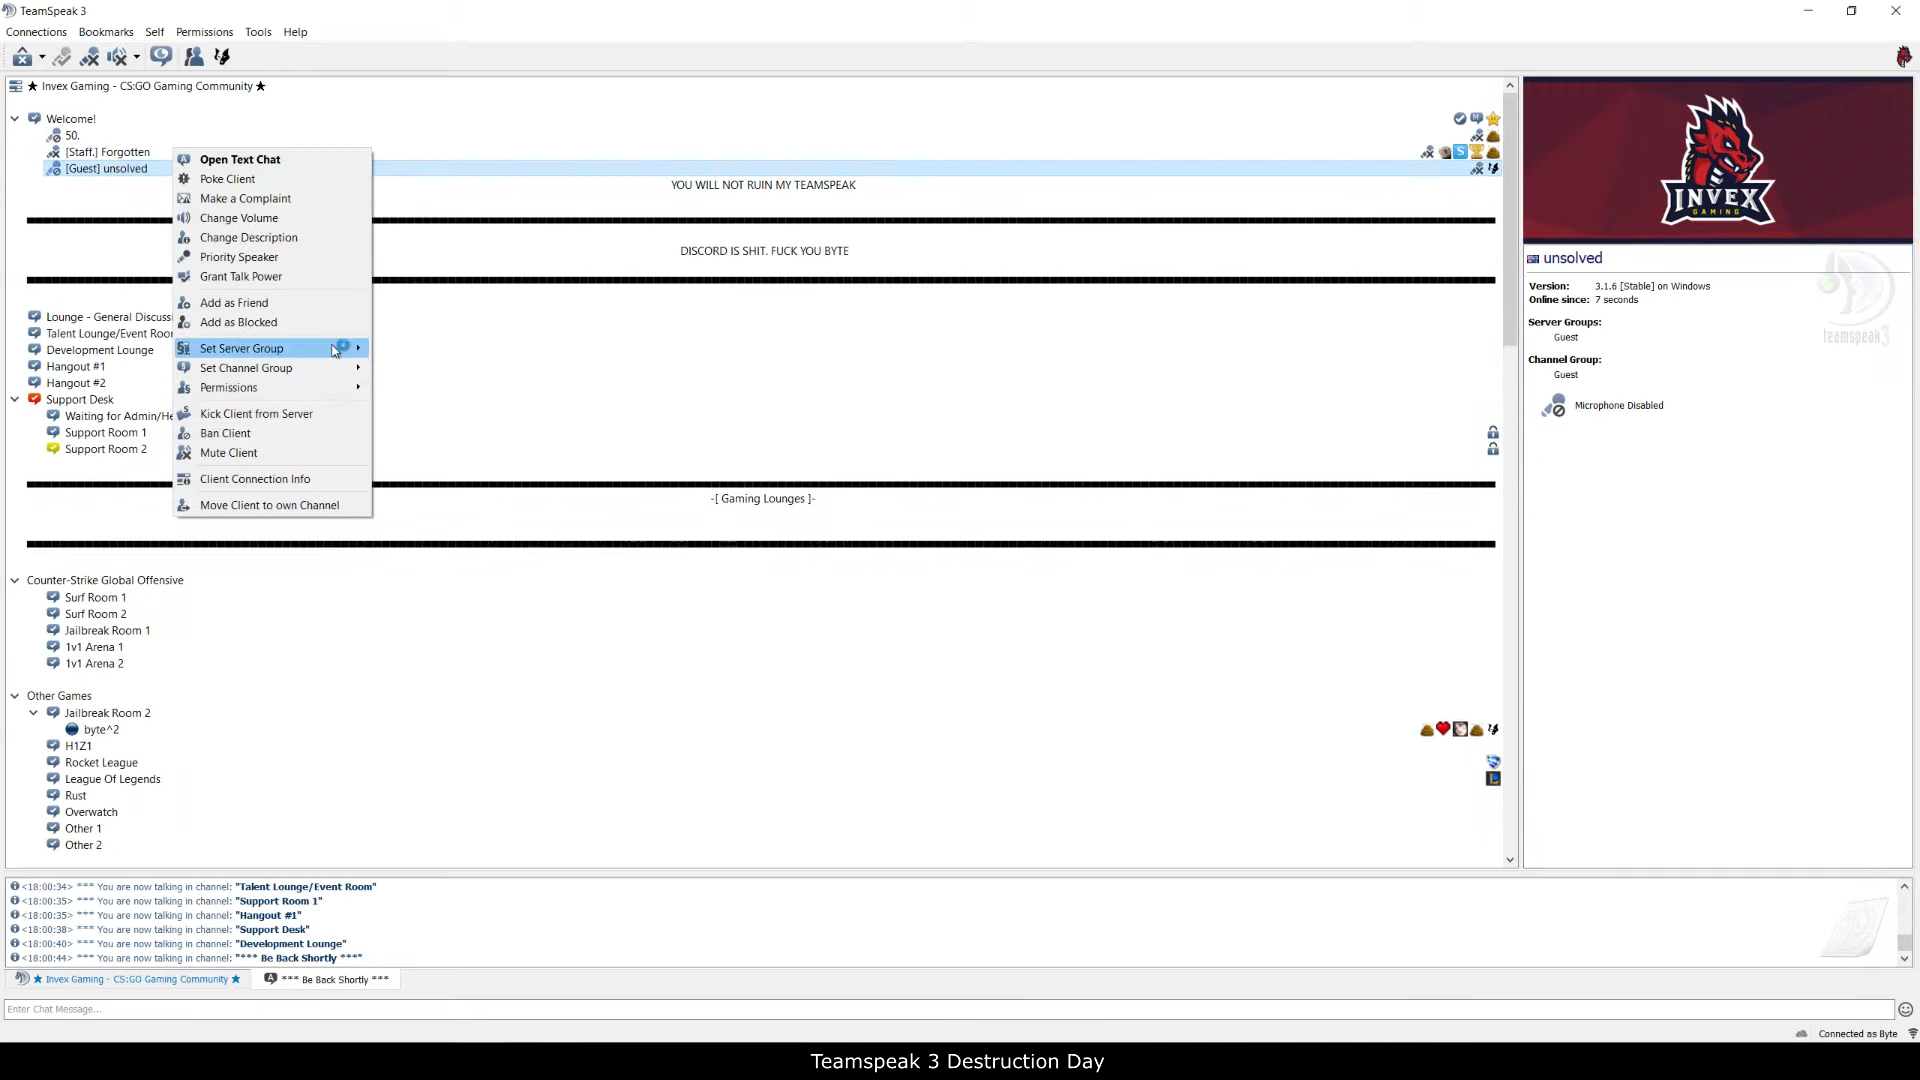 TeamSpeak 3
Connections Bookmarks Self Permissions Tools Help
★ Invex Gaming - CS:GO Gaming Community ★
Welcome!
50.
[Staff.] Forgotten
[Guest] unsolved
YOU WILL NOT RUIN MY TEAMSPEAK
DISCORD IS SHIT. FUCK YOU BYTE
Lounge - General Discuss
Talent Lounge/Event Roo
Development Lounge
Hangout #1
Hangout #2
Support Desk
Waiting for Admin/He
Support Room 1
Support Room 2
-[ Gaming Lounges ]-
Counter-Strike Global Offensive
Surf Room 1
Surf Room 2
Jailbreak Room 1
1v1 Arena 1
1v1 Arena 2
Other Games
Jailbreak Room 2
byte^2
H1Z1
Rocket League
League Of Legends
Rust
Overwatch
Other 1
Other 2
Open Text Chat
Poke Client
Make a Complaint
Change Volume
Change Description
Priority Speaker
Grant Talk Power
Add as Friend
Add as Blocked
Set Server Group
Set Channel Group
Permissions
Kick Client from Server
Ban Client
Mute Client
Client Connection Info
Move Client to own Channel
INVEX
GAMING
unsolved
Version: 3.1.6 [Stable] on Windows
Online since: 7 seconds
Server Groups:
Guest
Channel Group:
Guest
Microphone Disabled
teamspeak 3
<18:00:34> *** You are now talking in channel: "Talent Lounge/Event Room"
<18:00:35> *** You are now talking in channel: "Support Room 1"
<18:00:35> *** You are now talking in channel: "Hangout #1"
<18:00:38> *** You are now talking in channel: "Support Desk"
<18:00:40> *** You are now talking in channel: "Development Lounge"
<18:00:44> *** You are now talking in channel: "*** Be Back Shortly ***"
★ Invex Gaming - CS:GO Gaming Community ★ *** Be Back Shortly ***
Enter Chat Message...
Connected as Byte
Teamspeak 3 Destruction Day